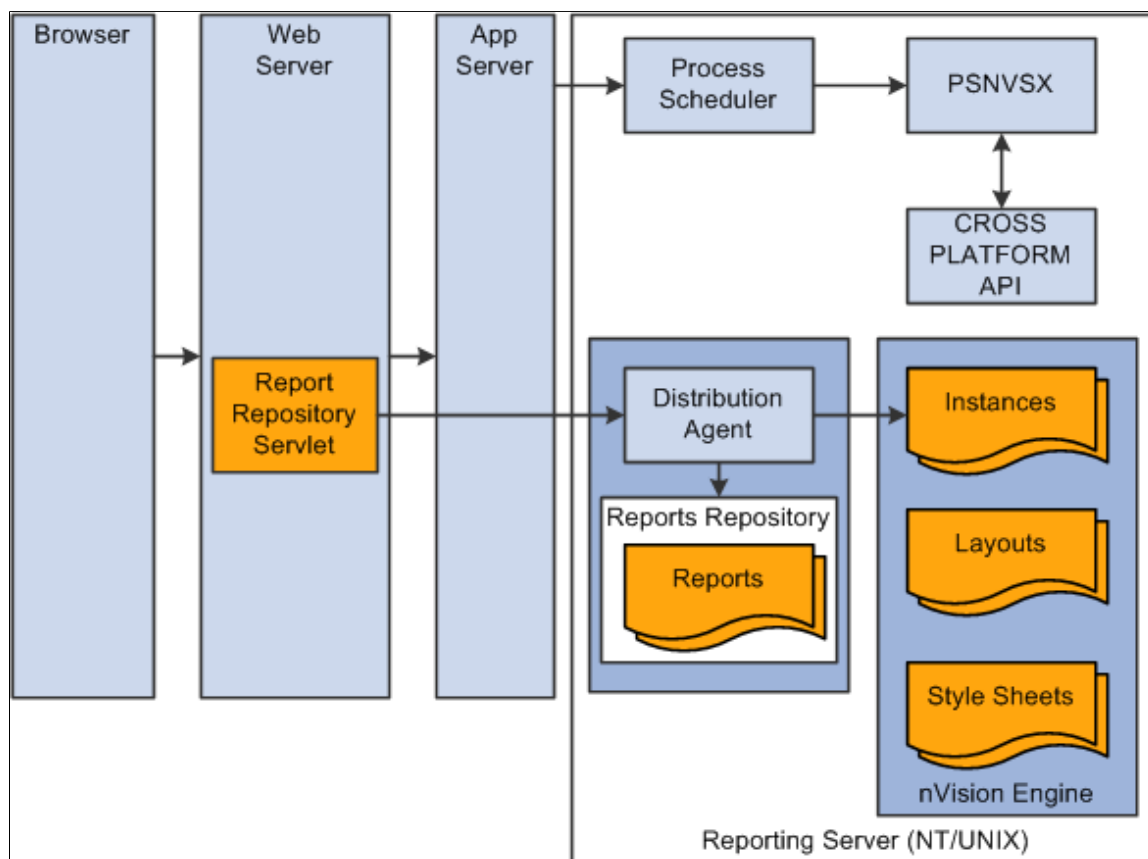 Browser
Web
Server
App
Server
Process
Scheduler
PSNVSX
CROSS
PLATFORM
API
Report
Repository
Servlet
Distribution
Agent
Reports Repository
Reports
Instances
Layouts
Style Sheets
nVision Engine
Reporting Server (NT/UNIX)